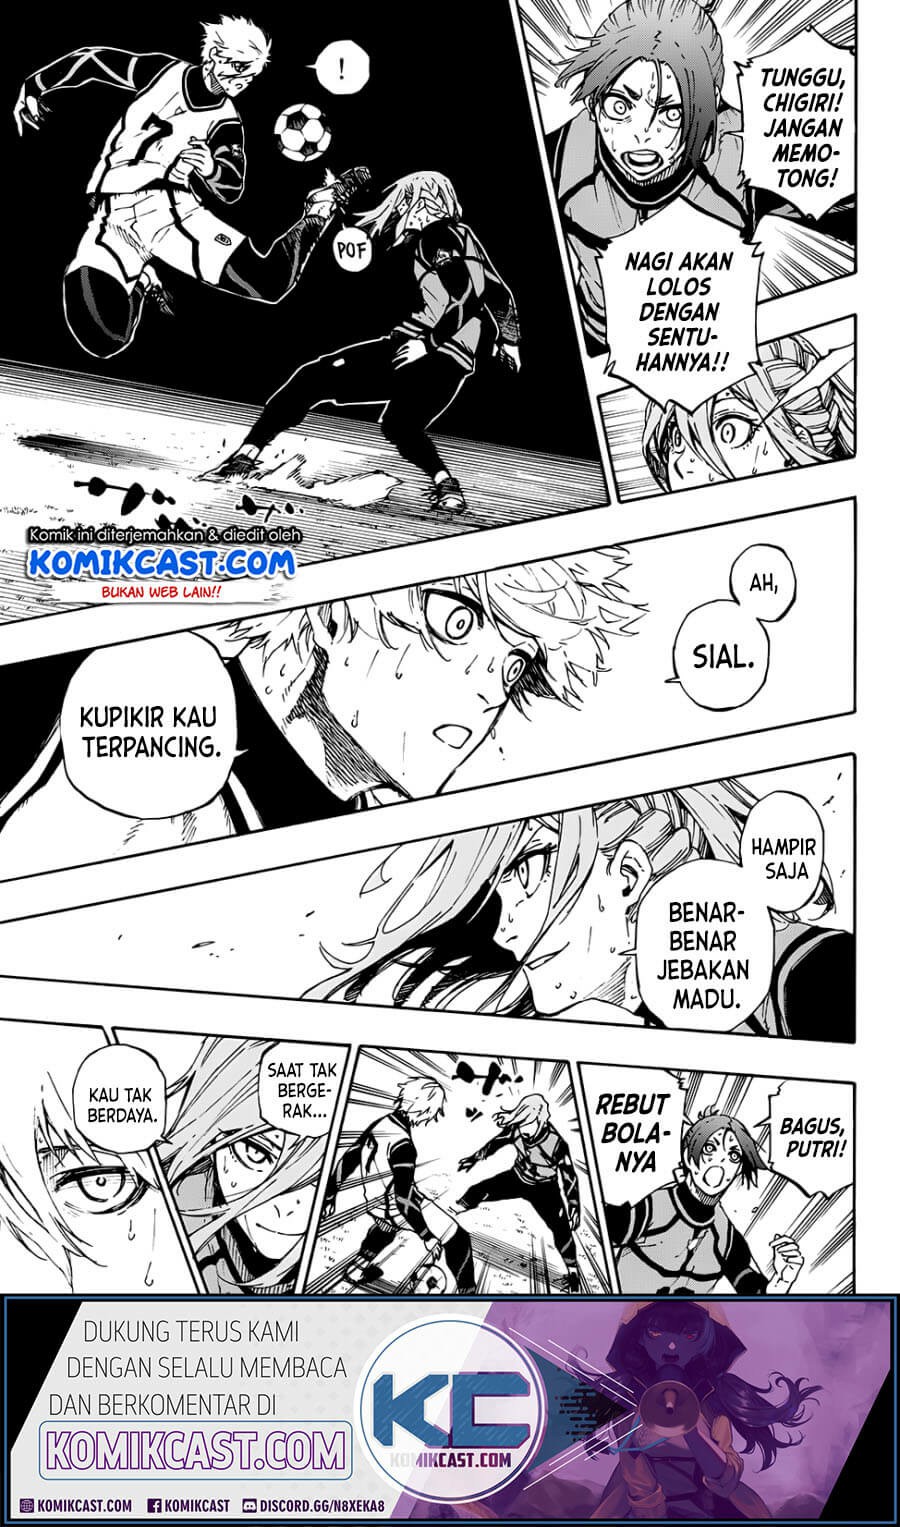 TUNGGU,
CHIGIRI!
JANGAN
MEMO-
TONG!
NAGI AKAN
LOLOS
DENGAN
SENTU-
HANNYA!!
!
POF
7
Komik ini diterjemahkan & diedit oleh
KOMIKCAST.COM
BUKAN WEB LAIN!!
AH,
SIAL.
KUPIKIR KAU
TERPANCING.
HAMPIR
SAJA
BENAR-
BENAR
JEBAKAN
MADU.
BAGUS,
PUTRI!
REBUT
BOLA-
NYA
SAAT TAK
BERGE-
RAK...
KAU TAK
BERDAYA.
DUKUNG TERUS KAMI
DENGAN SELALU MEMBACA
DAN BERKOMENTAR DI
KOMIKCAST.COM
KC
KOMIKCAST.COM
KOMIKCAST.COM
KOMIKCAST
DISCORD.GG/N8XEKA8